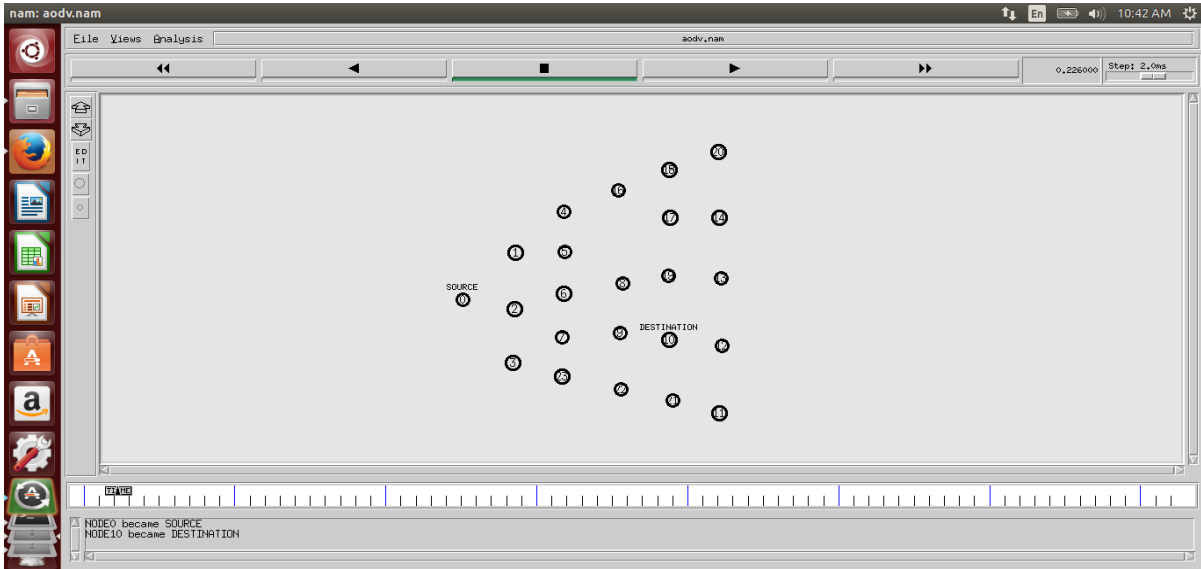 nam: aodv.nam
En
10:42 AM
File Views Analysis
aodv.nam
0.226000
Step: 2.0ms
ED
IT
20
4
17
14
1
5
8
19
13
SOURCE
0
6
2
9
DESTINATION
10
7
12
3
23
22
21
11
TIME
NODE0 became SOURCE
NODE10 became DESTINATION